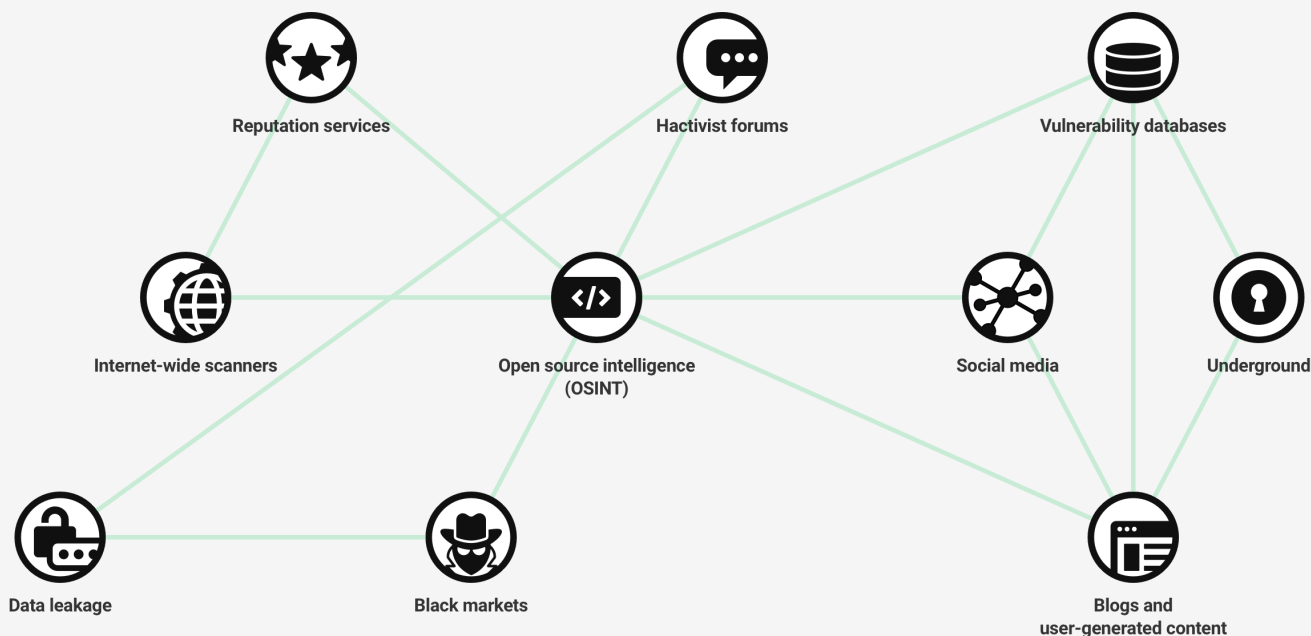 Reputation services
Hactivist forums
Vulnerability databases
</>
Internet-wide scanners
Open source intelligence
(OSINT)
Social media
Underground
Data leakage
Black markets
Blogs and
user-generated content